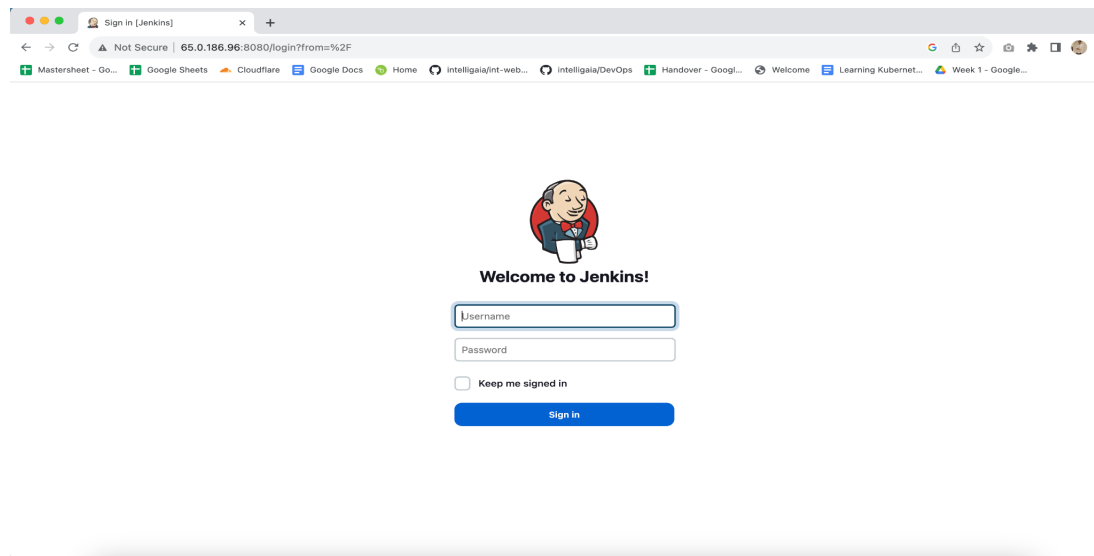 Sign in [Jenkins]
Not Secure | 65.0.186.96:8080/login?from=%2F
Mastersheet - Go... Google Sheets Cloudflare Google Docs Home intelligaia/int-web... intelligaia/DevOps Handover - Googl... Welcome Learning Kubernet... Week 1 - Google...
Welcome to Jenkins!
Username
Password
Keep me signed in
Sign in